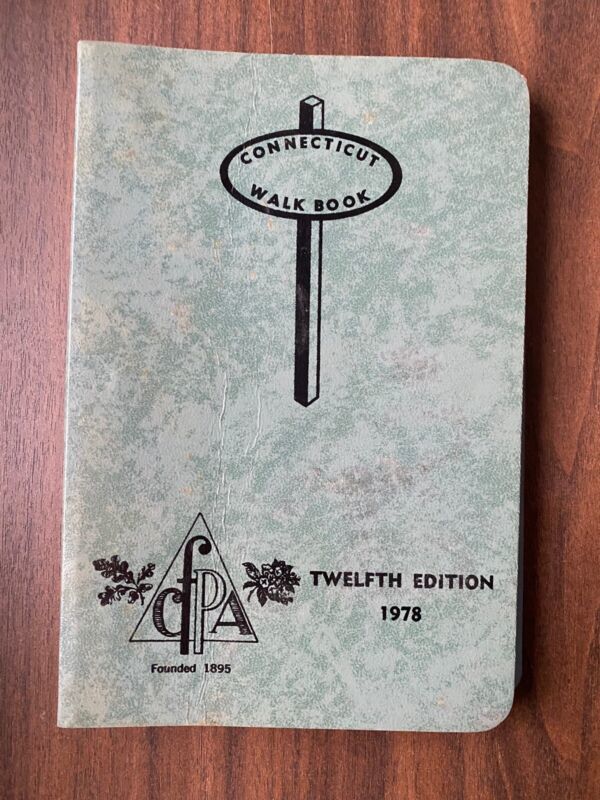 CONNECTICUT
WALK BOOK
cfPA
TWELFTH EDITION
1978
Founded 1895